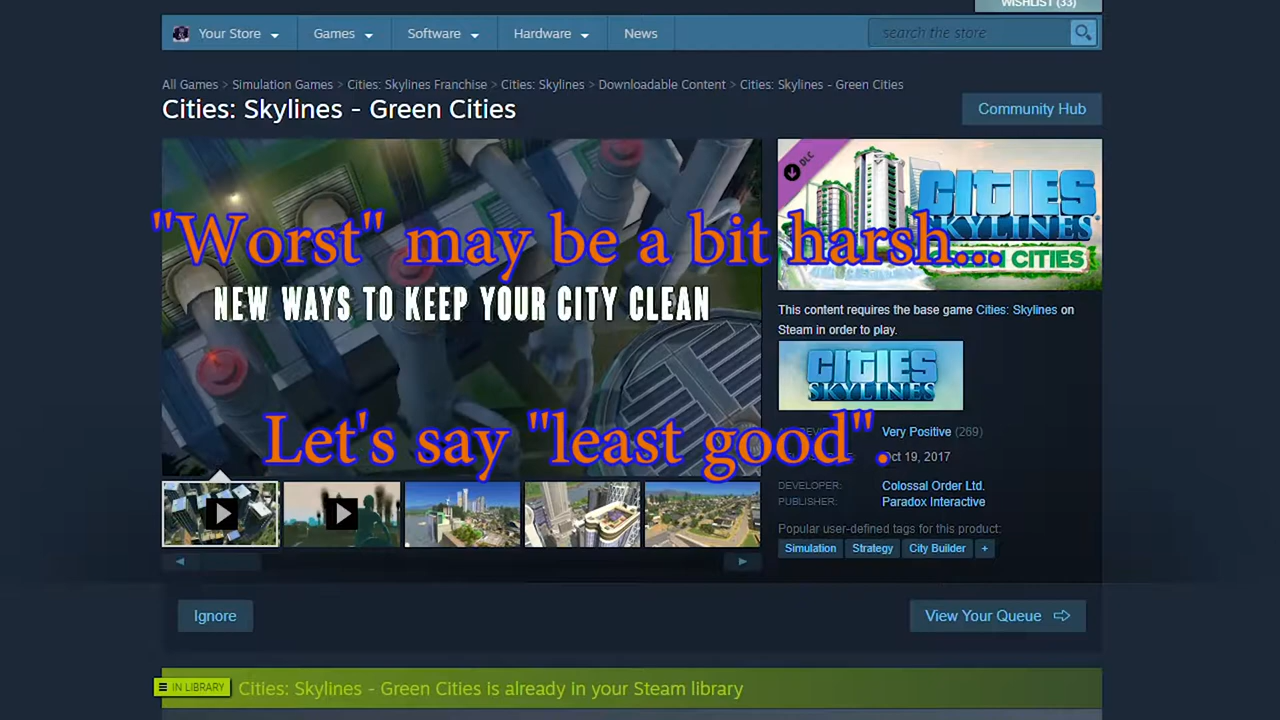 WISHLIST (33)
Your Store
Games
Software
Hardware
News
search the store
All Games > Simulation Games > Cities: Skylines Franchise > Cities: Skylines > Downloadable Content > Cities: Skylines - Green Cities
Cities: Skylines - Green Cities
Community Hub
DLC
CITIES
SKYLINES
CITIES
"Worst" may be a bit harsh...
NEW WAYS TO KEEP YOUR CITY CLEAN
This content requires the base game Cities: Skylines on
Steam in order to play.
CITIES
SKYLINES
Let's say "least good".
Very Positive (269)
Oct 19, 2017
DEVELOPER: Colossal Order Ltd.
PUBLISHER: Paradox Interactive
Popular user-defined tags for this product:
Simulation
Strategy
City Builder
+
Ignore
View Your Queue
IN LIBRARY
Cities: Skylines - Green Cities is already in your Steam library